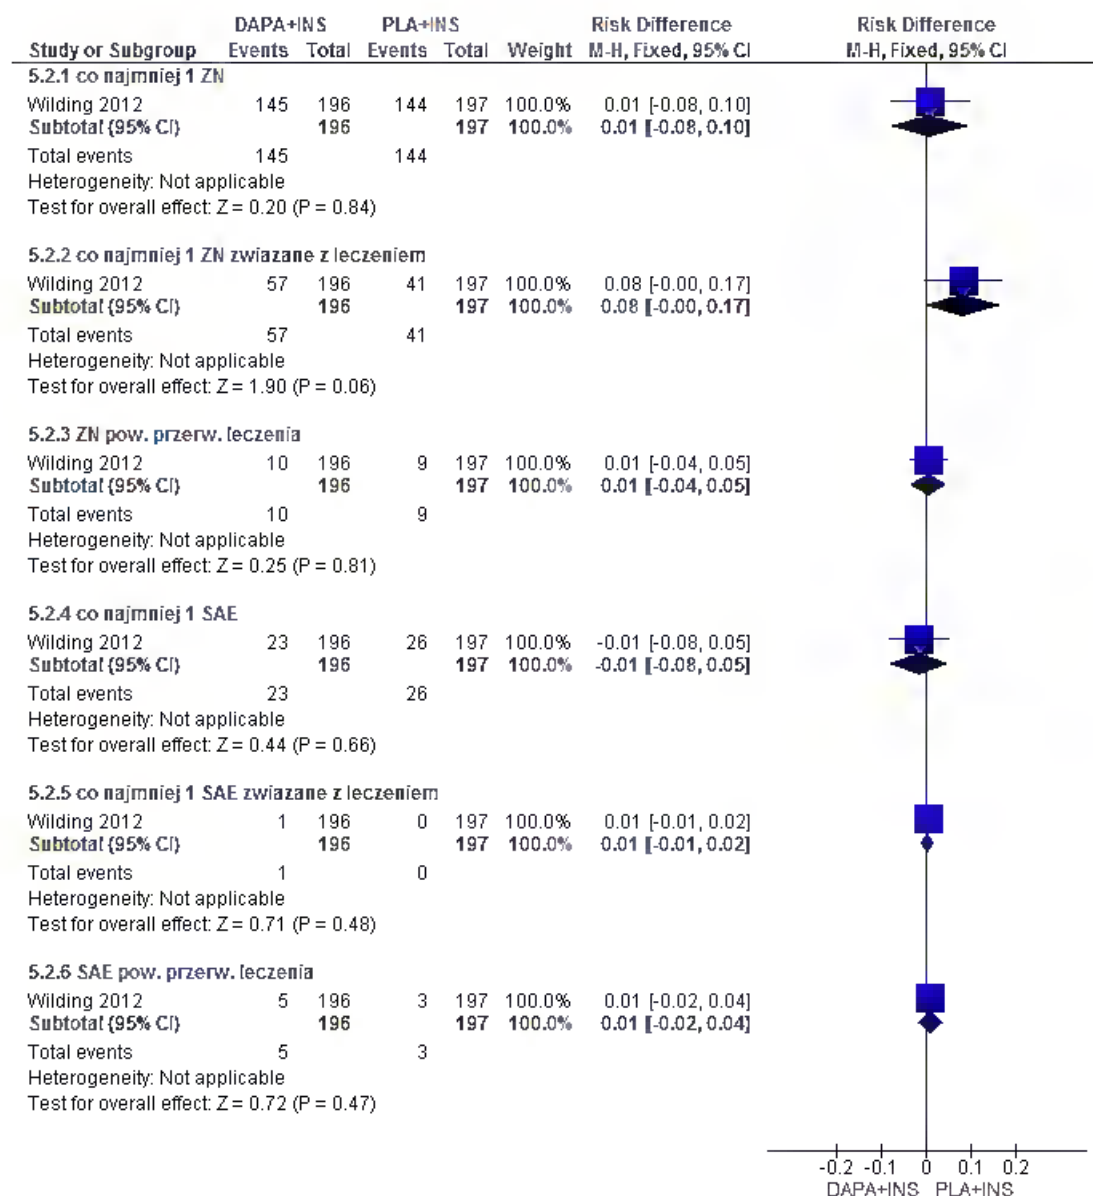 DAPA+INS PLA+INS Risk Difference Risk Difference
Study or Subgroup Events Total Events Total Weight M-H, Fixed, 95% CI M-H, Fixed, 95% CI
5.2.1 co najmniej 1 ZN
Wilding 2012 145 196 144 197 100.0% 0.01 [-0.08, 0.10]
Subtotal (95% CI) 196 197 100.0% 0.01 [-0.08, 0.10]
Total events 145 144
Heterogeneity: Not applicable
Test for overall effect: Z = 0.20 (P = 0.84)
5.2.2 co najmniej 1 ZN zwiazane z leczeniem
Wilding 2012 57 196 41 197 100.0% 0.08 [-0.00, 0.17]
Subtotal (95% CI) 196 197 100.0% 0.08 [-0.00, 0.17]
Total events 57 41
Heterogeneity: Not applicable
Test for overall effect: Z = 1.90 (P = 0.06)
5.2.3 ZN pow. przerw. leczenia
Wilding 2012 10 196 9 197 100.0% 0.01 [-0.04, 0.05]
Subtotal (95% CI) 196 197 100.0% 0.01 [-0.04, 0.05]
Total events 10 9
Heterogeneity: Not applicable
Test for overall effect: Z = 0.25 (P = 0.81)
5.2.4 co najmniej 1 SAE
Wilding 2012 23 196 26 197 100.0% -0.01 [-0.08, 0.05]
Subtotal (95% CI) 196 197 100.0% -0.01 [-0.08, 0.05]
Total events 23 26
Heterogeneity: Not applicable
Test for overall effect: Z = 0.44 (P = 0.66)
5.2.5 co najmniej 1 SAE zwiazane z leczeniem
Wilding 2012 1 196 0 197 100.0% 0.01 [-0.01, 0.02]
Subtotal (95% CI) 196 197 100.0% 0.01 [-0.01, 0.02]
Total events 1 0
Heterogeneity: Not applicable
Test for overall effect: Z = 0.71 (P = 0.48)
5.2.6 SAE pow. przerw. leczenia
Wilding 2012 5 196 3 197 100.0% 0.01 [-0.02, 0.04]
Subtotal (95% CI) 196 197 100.0% 0.01 [-0.02, 0.04]
Total events 5 3
Heterogeneity: Not applicable
Test for overall effect: Z = 0.72 (P = 0.47)
-0.2 -0.1 0 0.1 0.2
DAPA+INS PLA+INS